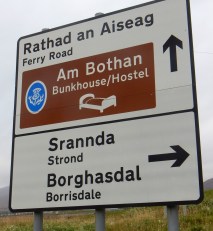 Rathad an Aiseag
Ferry Road
Am Bothan
Bunkhouse/Hostel
Srannda
Strond
Borghasdal
Borrisdale